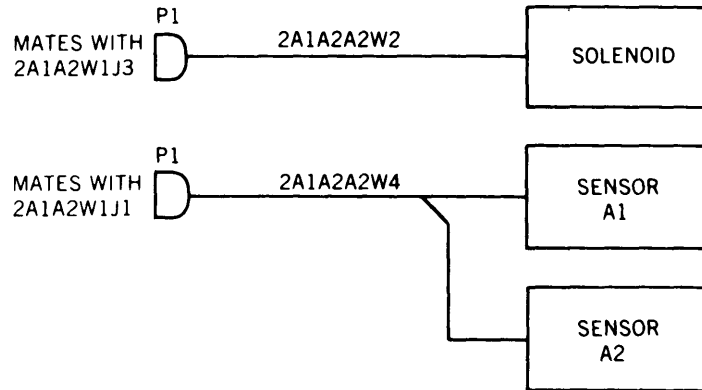 P1
MATES WITH
2A1A2W1J3
2A1A2A2W2
SOLENOID
P1
MATES WITH
2A1A2W1J1
2A1A2A2W4
SENSOR
A1
SENSOR
A2